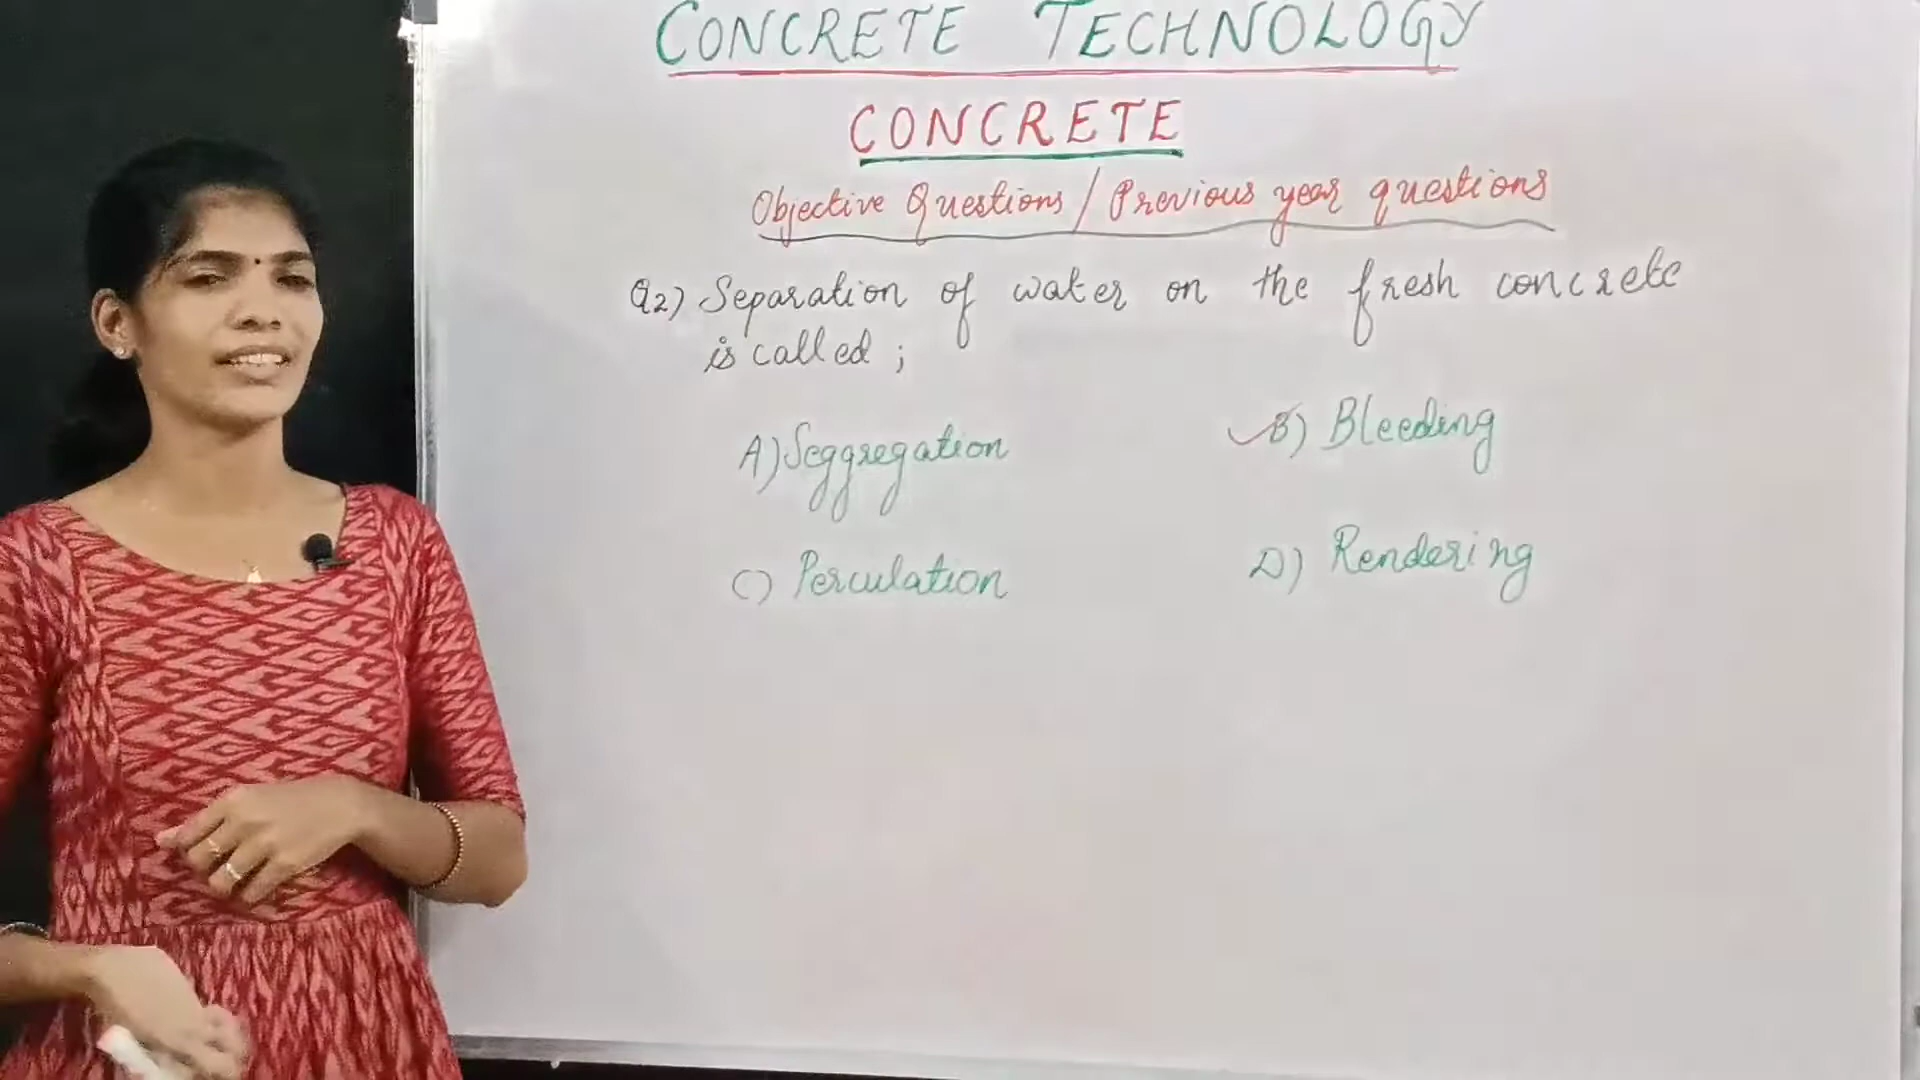 CONCRETE TECHNOLOGY
CONCRETE
Objective Questions / Previous year questions
Q2) Separation of water on the fresh concrete
is called ;
A) Seggregation
B) Bleeding
C) Perculation
D) Rendering